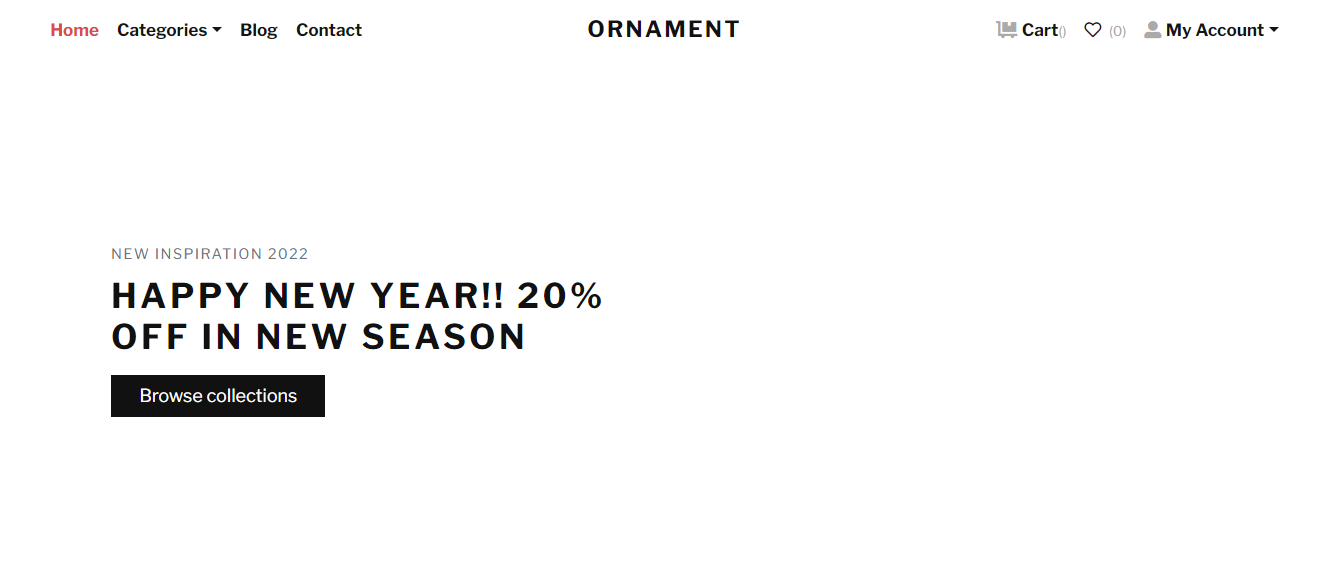 Home Categories Blog Contact ORNAMENT Cart() (0) My Account
NEW INSPIRATION 2022
HAPPY NEW YEAR!! 20%
OFF IN NEW SEASON
Browse collections